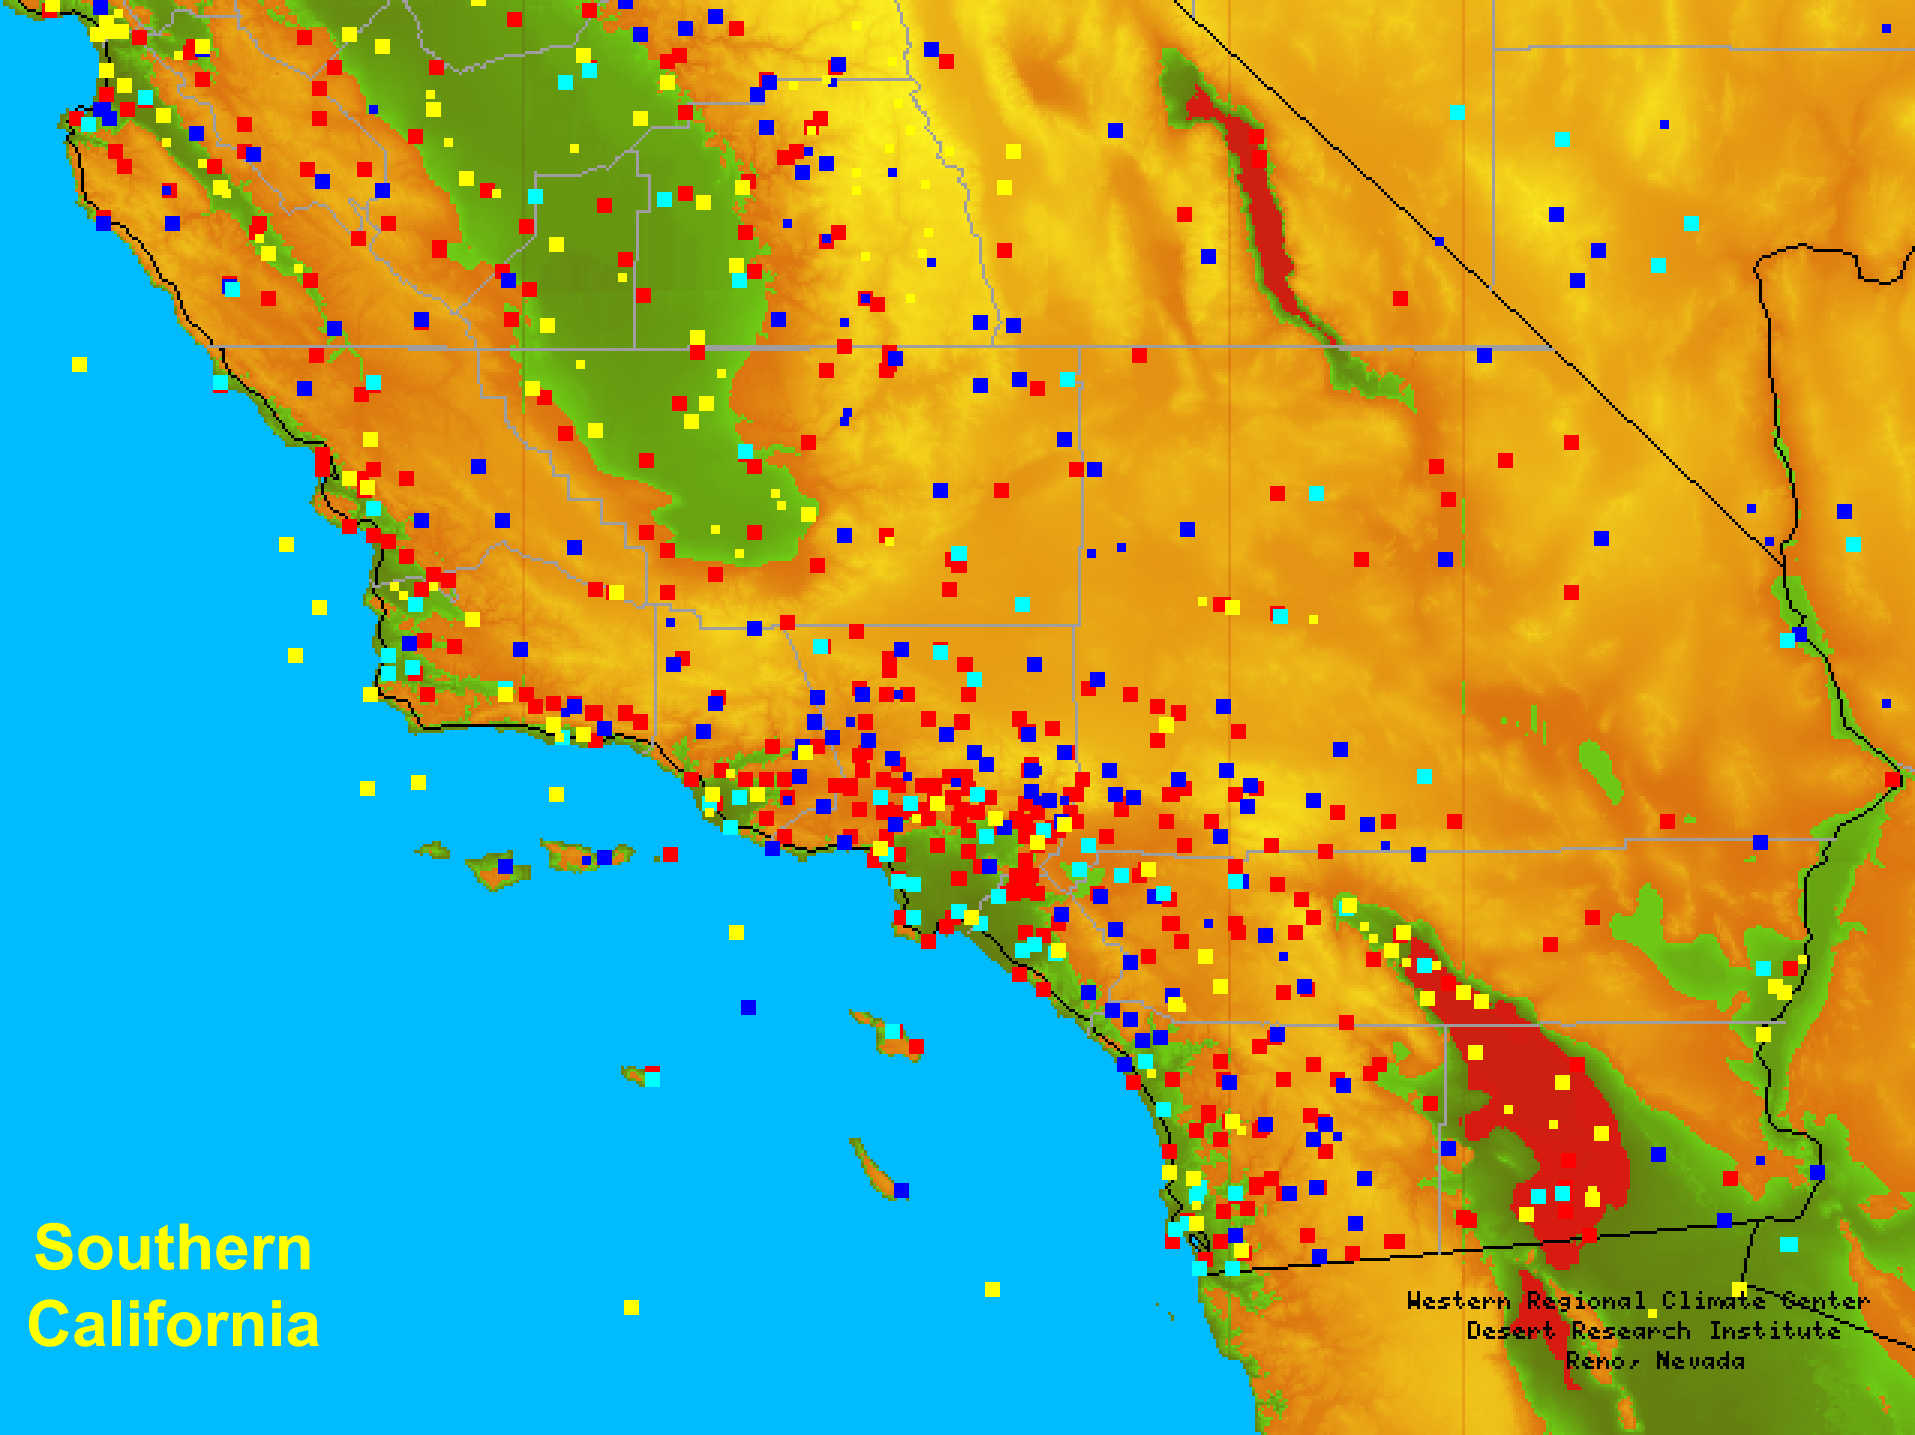 Southern
California
Western Regional Climate Center
Desert Research Institute
Reno, Nevada